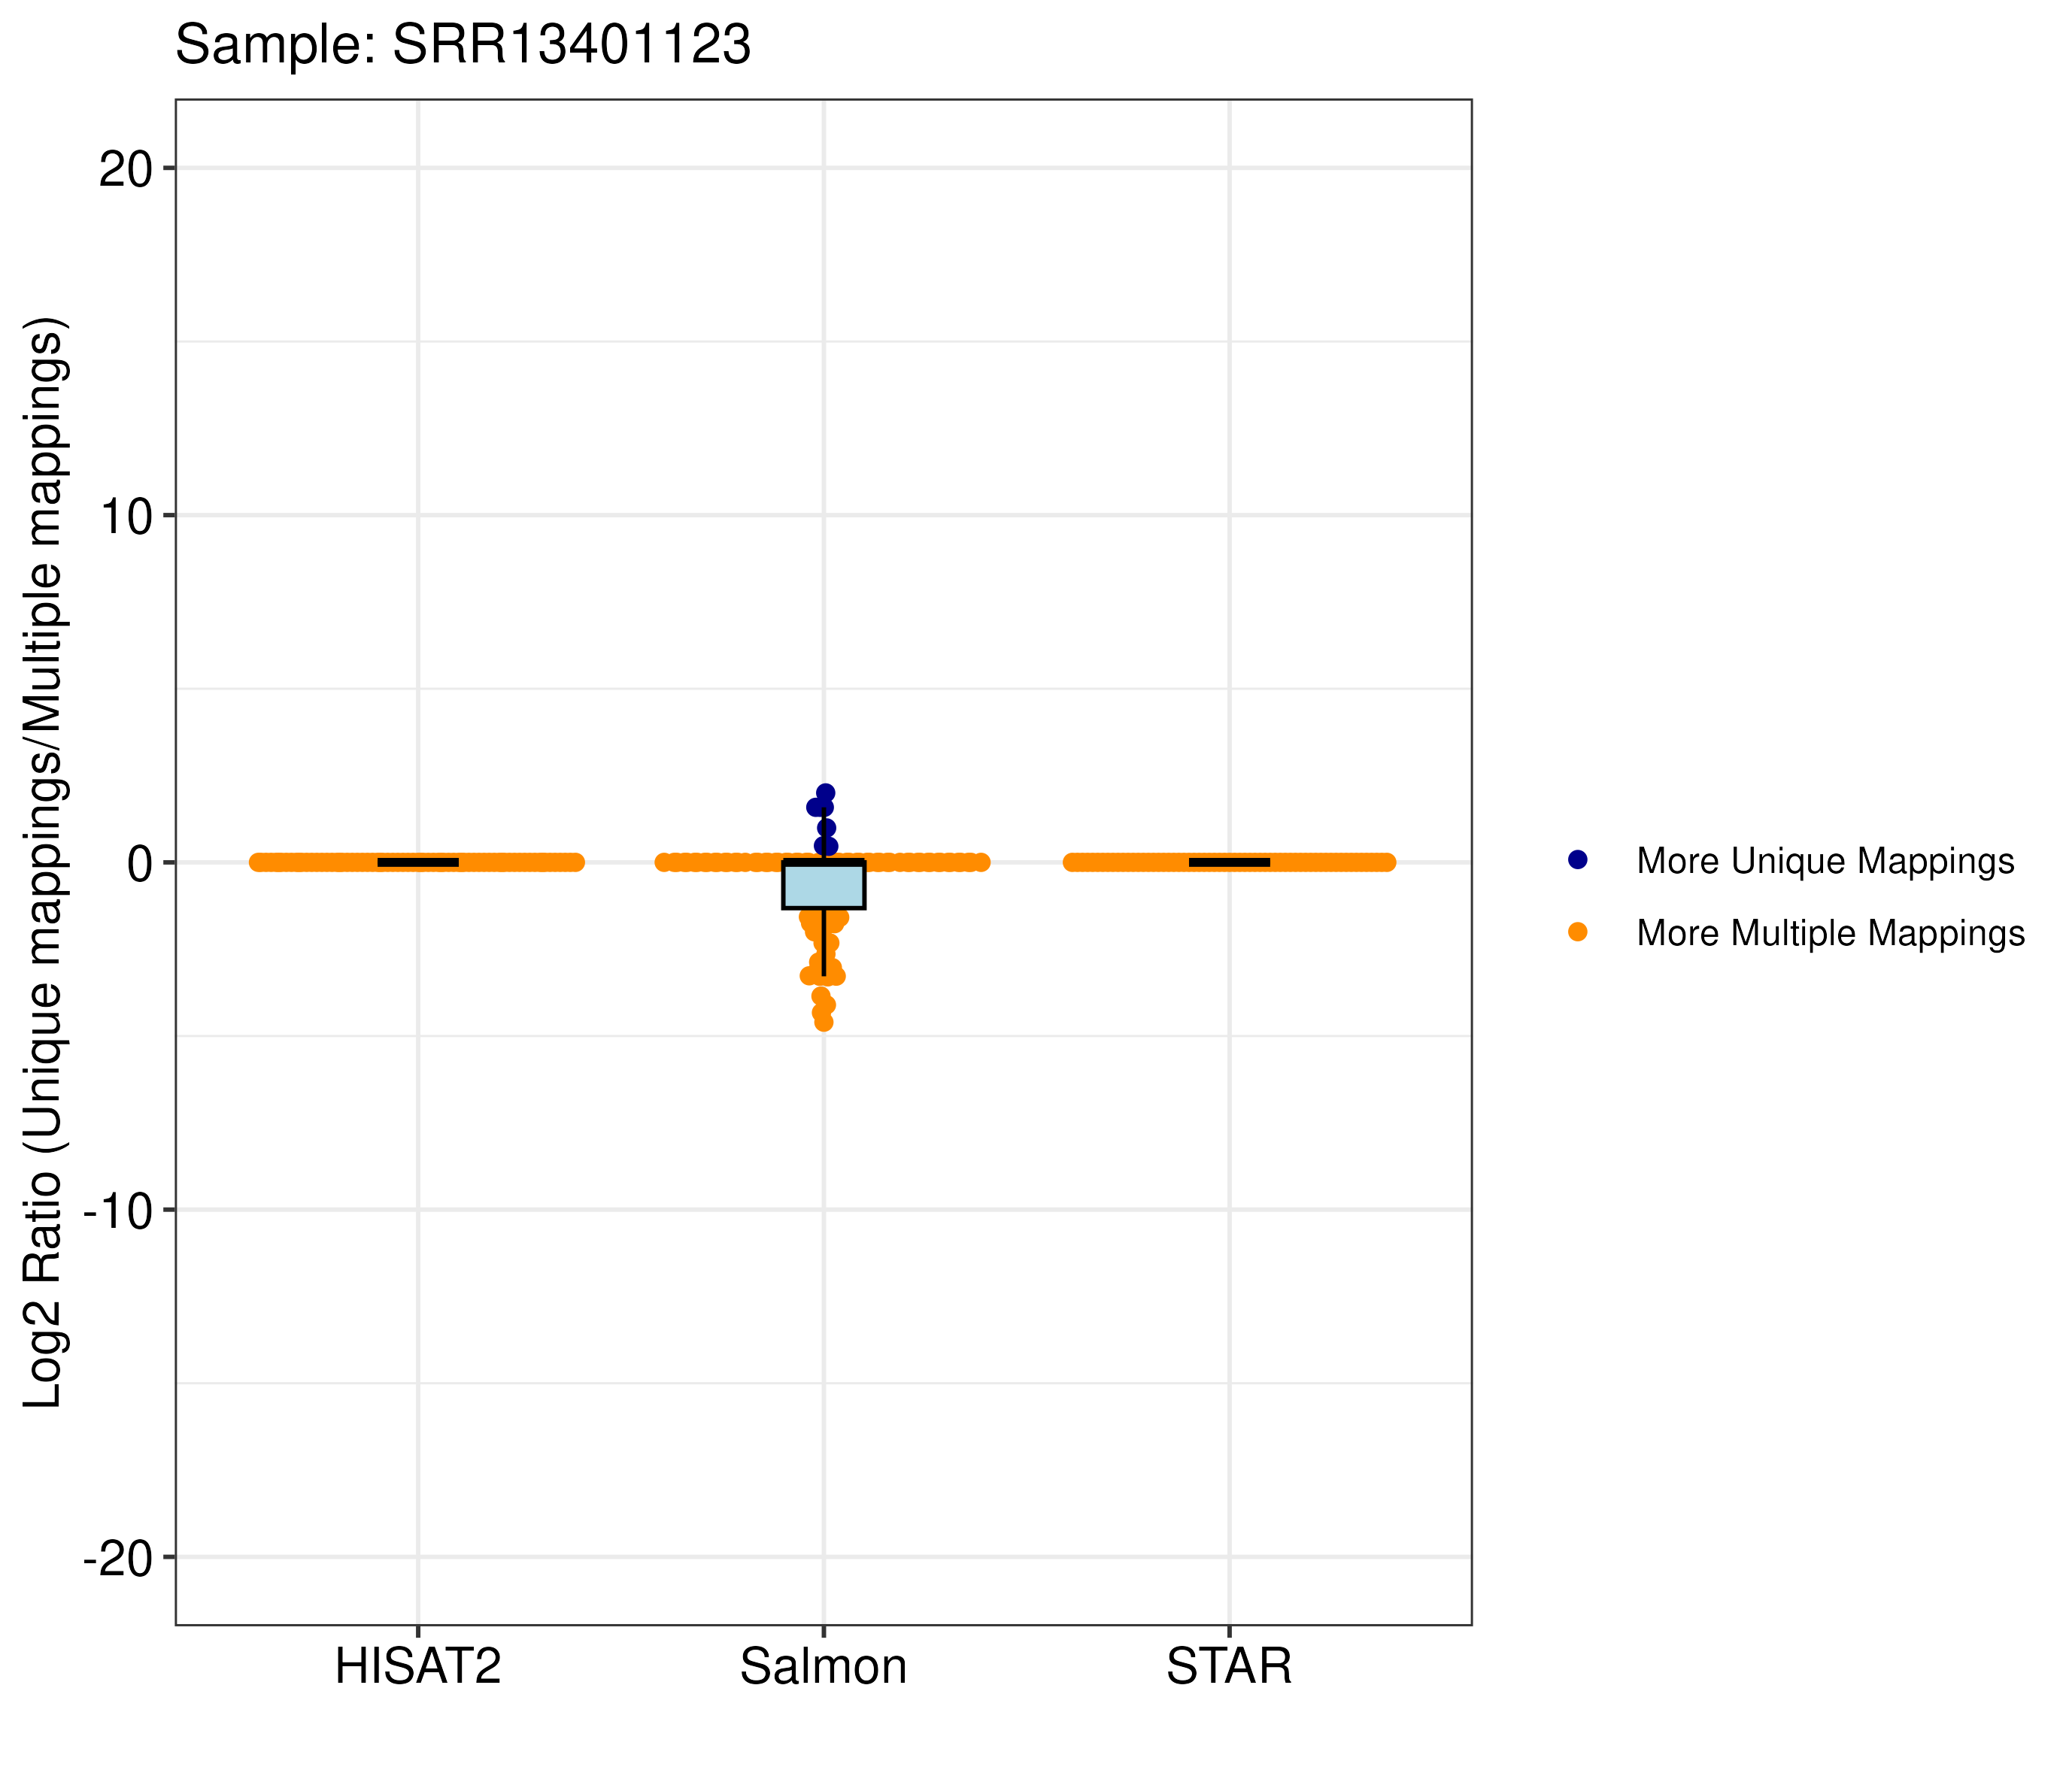 Sample: SRR13401123
Log2 Ratio (Unique mappings/Multiple mappings)
20
10
0
-10
-20
HISAT2
Salmon
STAR
More Unique Mappings
More Multiple Mappings